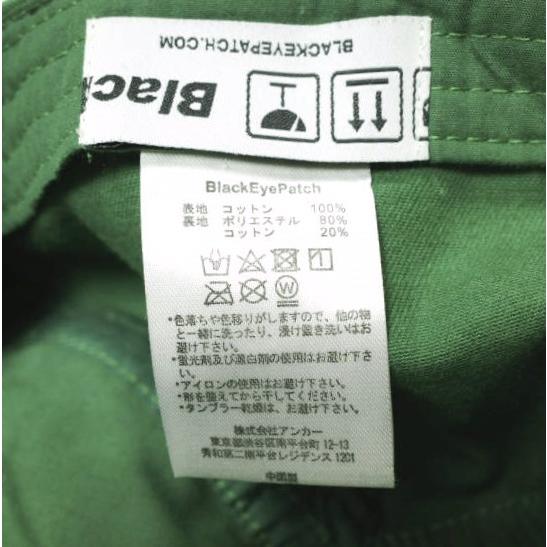 BLACKEYEPATCH.COM
Black
BlackEyePatch
表地 コットン 100%
裏地 ポリエステル 80%
コットン 20%
*色落ちや色移りがしますので、他の物
と一緒に洗ったり、浸け置き洗いはお
避け下さい。
*蛍光剤及び漂白剤の使用はお避け下さ
い。
*アイロンの使用はお避け下さい。
*形を整えてから干してください。
*タンブラー乾燥は、お避け下さい。
株式会社アンカー
東京都渋谷区南平台町 12-13
秀和第二南平台レジデンス 1201
中国製